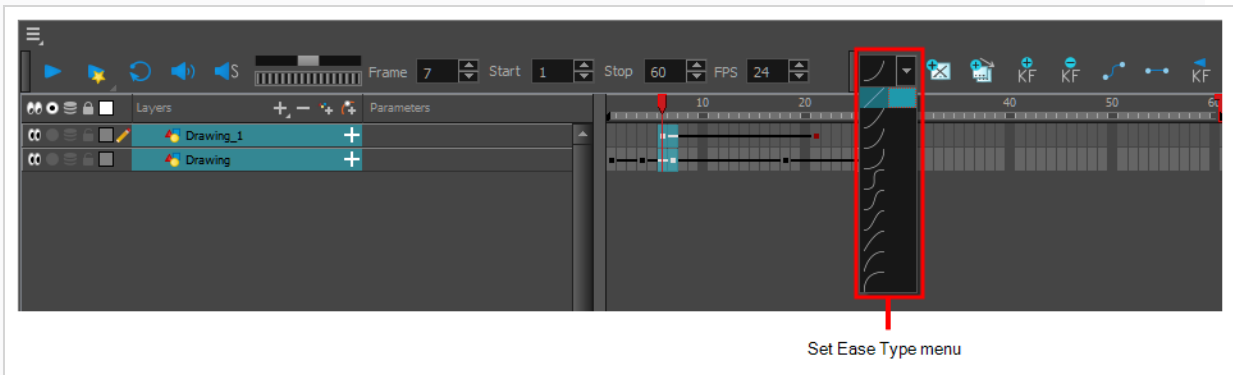 S Frame 7 Start 1 Stop 60 FPS 24 KF KF KF
Layers Parameters 10 20 40 50
Drawing_1
Drawing
Set Ease Type menu